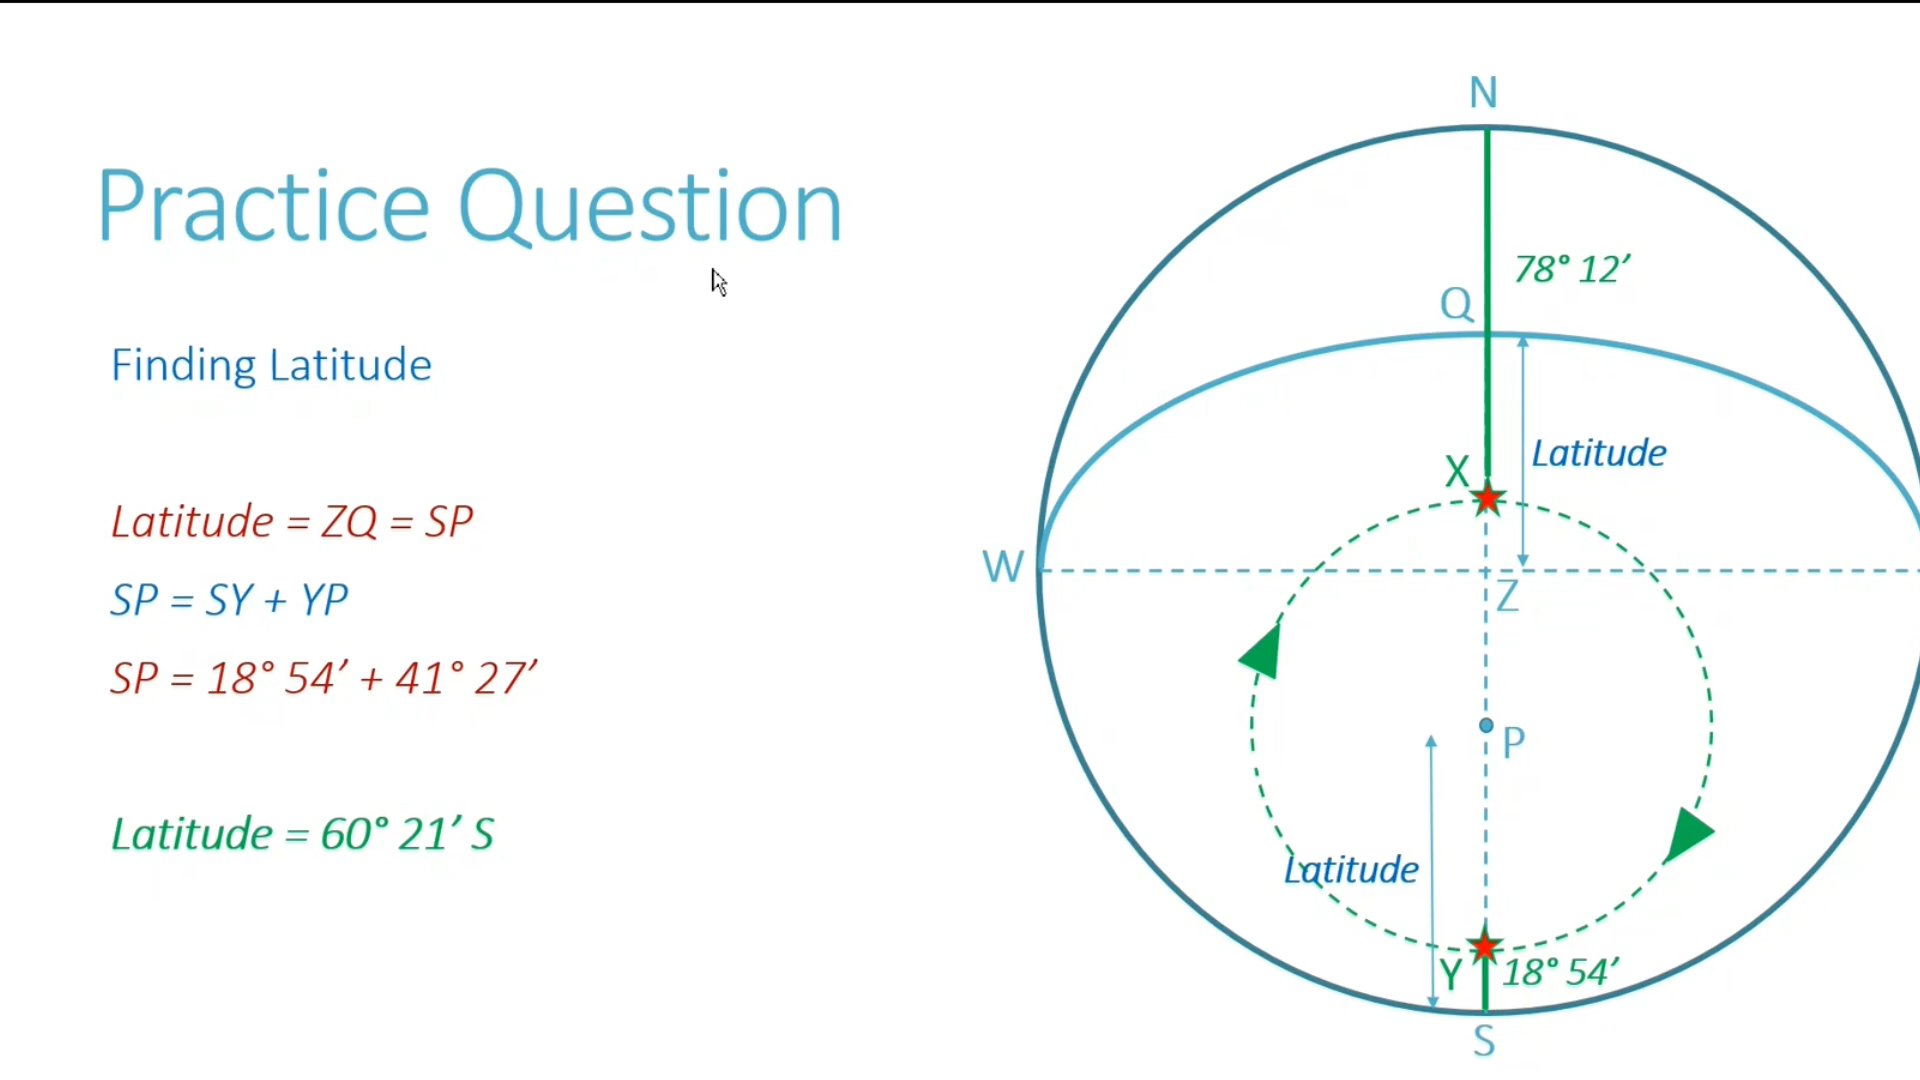 Practice Question
Finding Latitude
Latitude = ZQ = SP
SP = SY + YP
SP = 18° 54’ + 41° 27’
Latitude = 60° 21’ S
N
78° 12’
Q
X
Latitude
W
Z
P
Latitude
Y
18° 54’
S